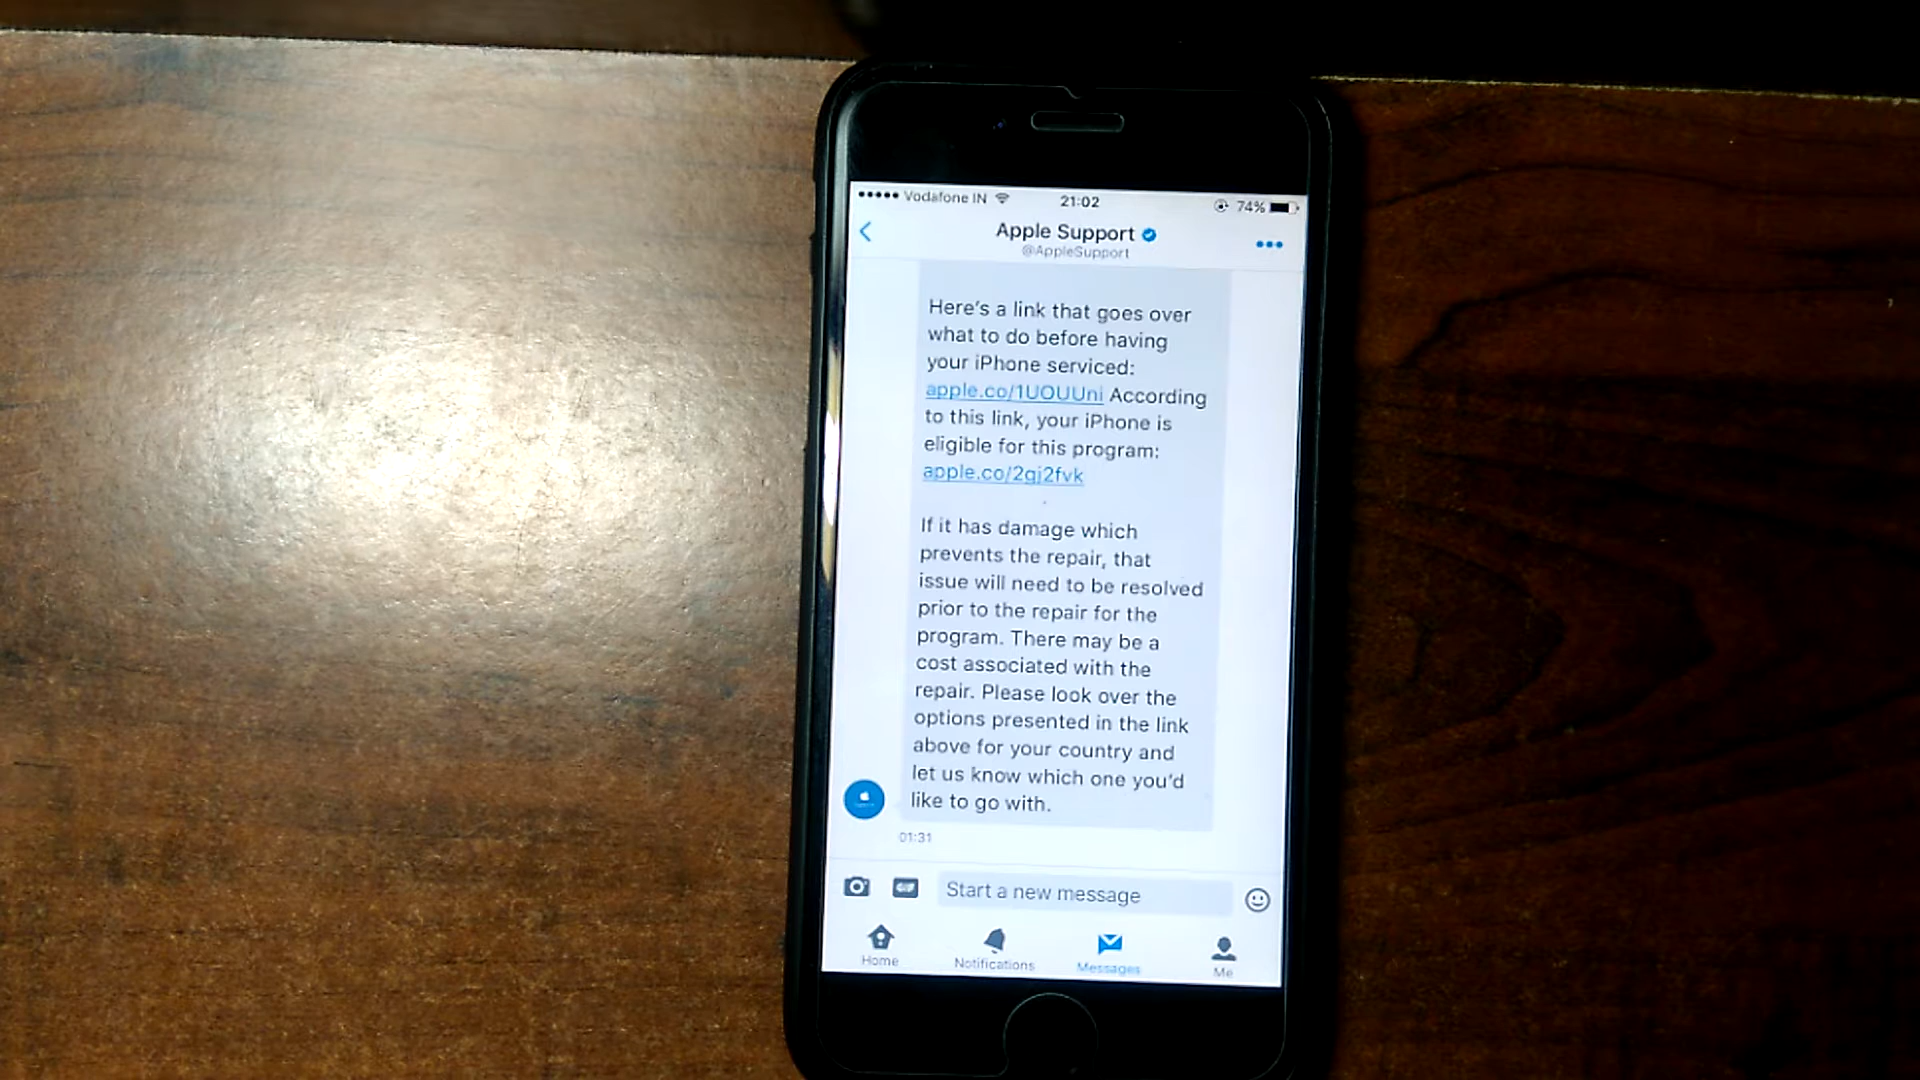 Vodafone IN 21:02 74%
Apple Support
@AppleSupport
Here's a link that goes over
what to do before having
your iPhone serviced:
apple.co/1UOUUni According
to this link, your iPhone is
eligible for this program:
apple.co/2gj2fvk
If it has damage which
prevents the repair, that
issue will need to be resolved
prior to the repair for the
program. There may be a
cost associated with the
repair. Please look over the
options presented in the link
above for your country and
let us know which one you'd
like to go with.
01:31
GIF Start a new message
Home Notifications Messages Me